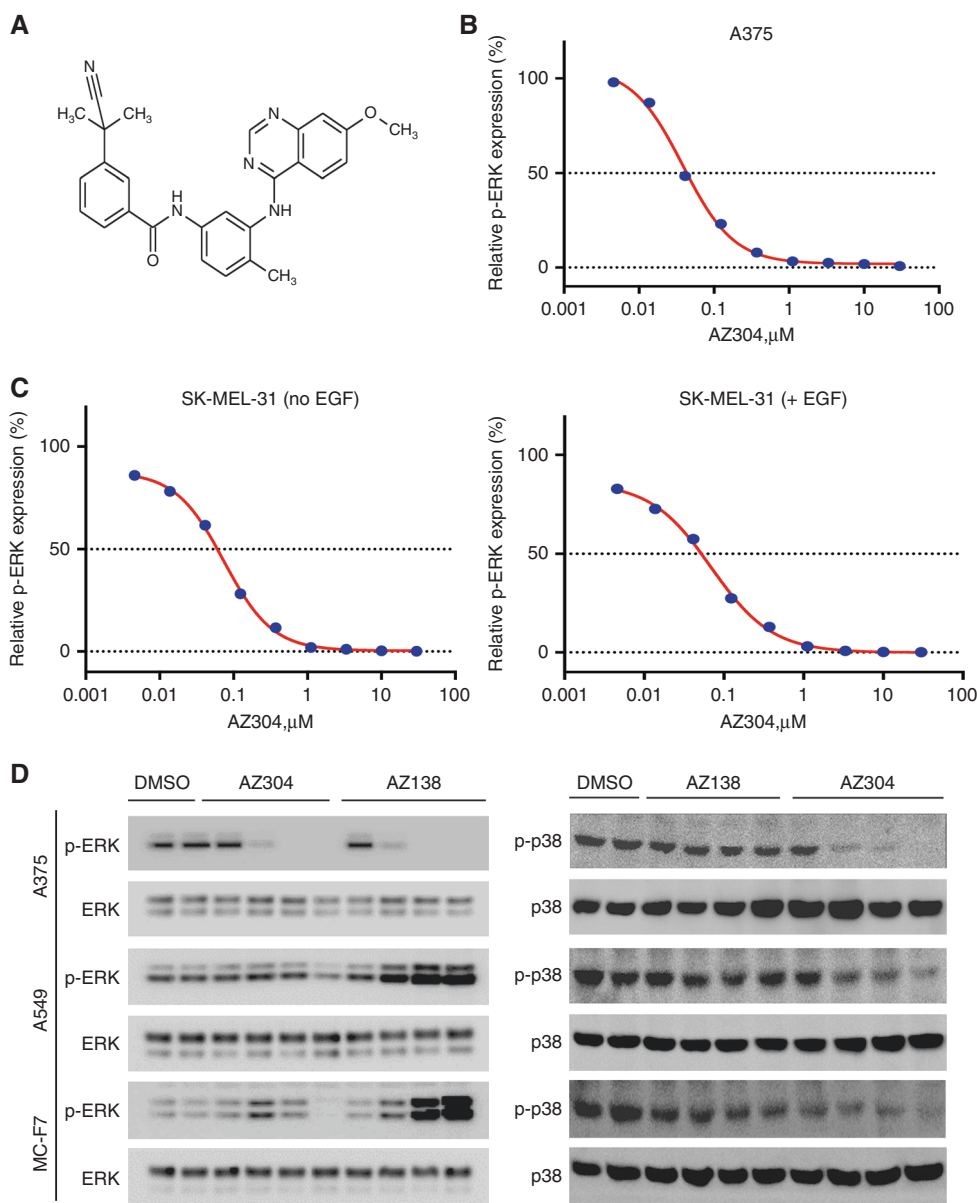 A
N
H₃C
CH₃
N
N
O
CH₃
H
N
NH
O
CH₃
B
A375
Relative p-ERK expression (%)
100
50
0
0.001 0.01 0.1 1 10 100
AZ304,μM
C
SK-MEL-31 (no EGF)
Relative p-ERK expression (%)
100
50
0
0.001 0.01 0.1 1 10 100
AZ304,μM
SK-MEL-31 (+ EGF)
Relative p-ERK expression (%)
100
50
0
0.001 0.01 0.1 1 10 100
AZ304,μM
D
DMSO AZ304 AZ138
A375
p-ERK
ERK
A549
p-ERK
ERK
MC-F7
p-ERK
ERK
DMSO AZ138 AZ304
p-p38
p38
p-p38
p38
p-p38
p38